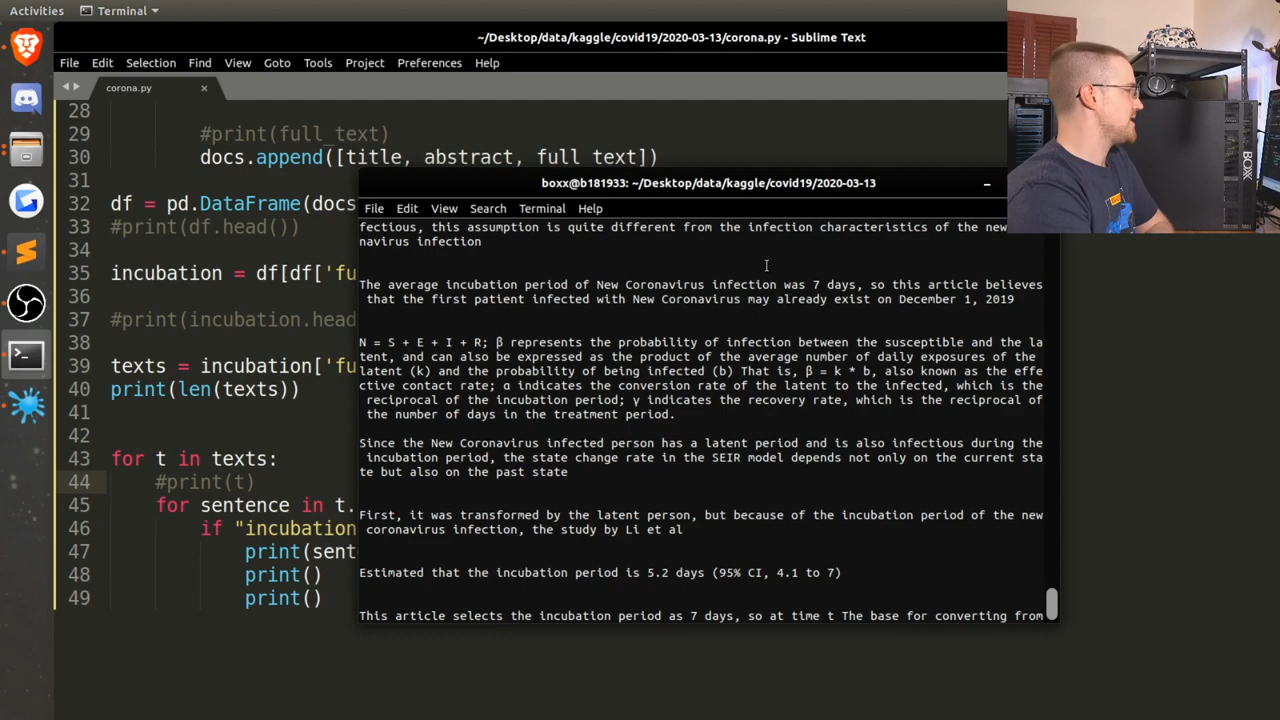 Activities
Terminal
~/Desktop/data/kaggle/covid19/2020-03-13/corona.py - Sublime Text
File Edit Selection Find View Goto Tools Project Preferences Help
corona.py
28
29 #print(full_text)
30 docs.append([title, abstract, full_text])
31
32 df = pd.DataFrame(docs
33 #print(df.head())
34
35 incubation = df[df['fu
36
37 #print(incubation.head
38
39 texts = incubation['fu
40 print(len(texts))
41
42
43 for t in texts:
44 #print(t)
45 for sentence in t.
46 if "incubation
47 print(sent
48 print()
49 print()
boxx@b181933: ~/Desktop/data/kaggle/covid19/2020-03-13
File Edit View Search Terminal Help
fectious, this assumption is quite different from the infection characteristics of the new
navirus infection
The average incubation period of New Coronavirus infection was 7 days, so this article believes
that the first patient infected with New Coronavirus may already exist on December 1, 2019
N = S + E + I + R; β represents the probability of infection between the susceptible and the la
tent, and can also be expressed as the product of the average number of daily exposures of the
latent (k) and the probability of being infected (b) That is, β = k * b, also known as the effe
ctive contact rate; α indicates the conversion rate of the latent to the infected, which is the
reciprocal of the incubation period; γ indicates the recovery rate, which is the reciprocal of
the number of days in the treatment period.
Since the New Coronavirus infected person has a latent period and is also infectious during the
incubation period, the state change rate in the SEIR model depends not only on the current sta
te but also on the past state
First, it was transformed by the latent person, but because of the incubation period of the new
coronavirus infection, the study by Li et al
Estimated that the incubation period is 5.2 days (95% CI, 4.1 to 7)
This article selects the incubation period as 7 days, so at time t The base for converting from
BOXX